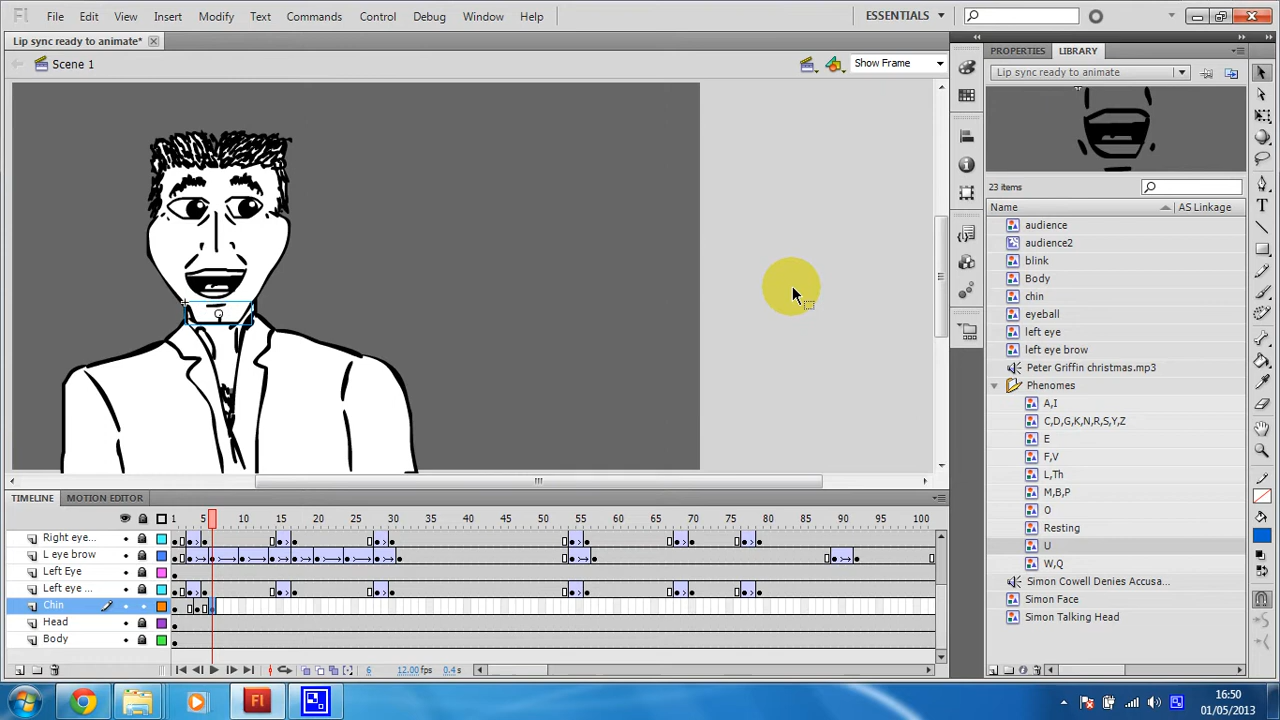 Fl File Edit View Insert Modify Text Commands Control Debug Window Help ESSENTIALS
Lip sync ready to animate*
Scene 1 Show Frame
PROPERTIES LIBRARY
Lip sync ready to animate
23 items
Name AS Linkage
audience
audience2
blink
Body
chin
eyeball
left eye
left eye brow
Peter Griffin christmas.mp3
Phenomes
A,I
C,D,G,K,N,R,S,Y,Z
E
F,V
L,Th
M,B,P
O
Resting
U
W,Q
Simon Cowell Denies Accusa...
Simon Face
Simon Talking Head
TIMELINE MOTION EDITOR
1 5 10 15 20 25 30 35 40 45 50 55 60 65 70 75 80 85 90 95 100
Right eye...
L eye brow
Left Eye
Left eye ...
Chin
Head
Body
6 12.00 fps 0.4 s
Fl
16:50
01/05/2013